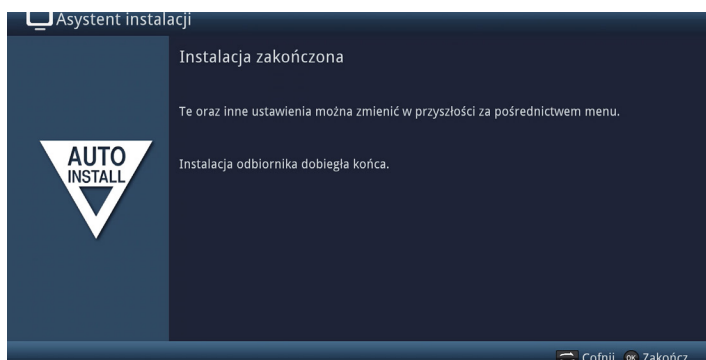 Asystent instalacji
Instalacja zakończona
Te oraz inne ustawienia można zmienić w przyszłości za pośrednictwem menu.
AUTO
INSTALL
Instalacja odbiornika dobiegła końca.
Cofnij OK Zakończ